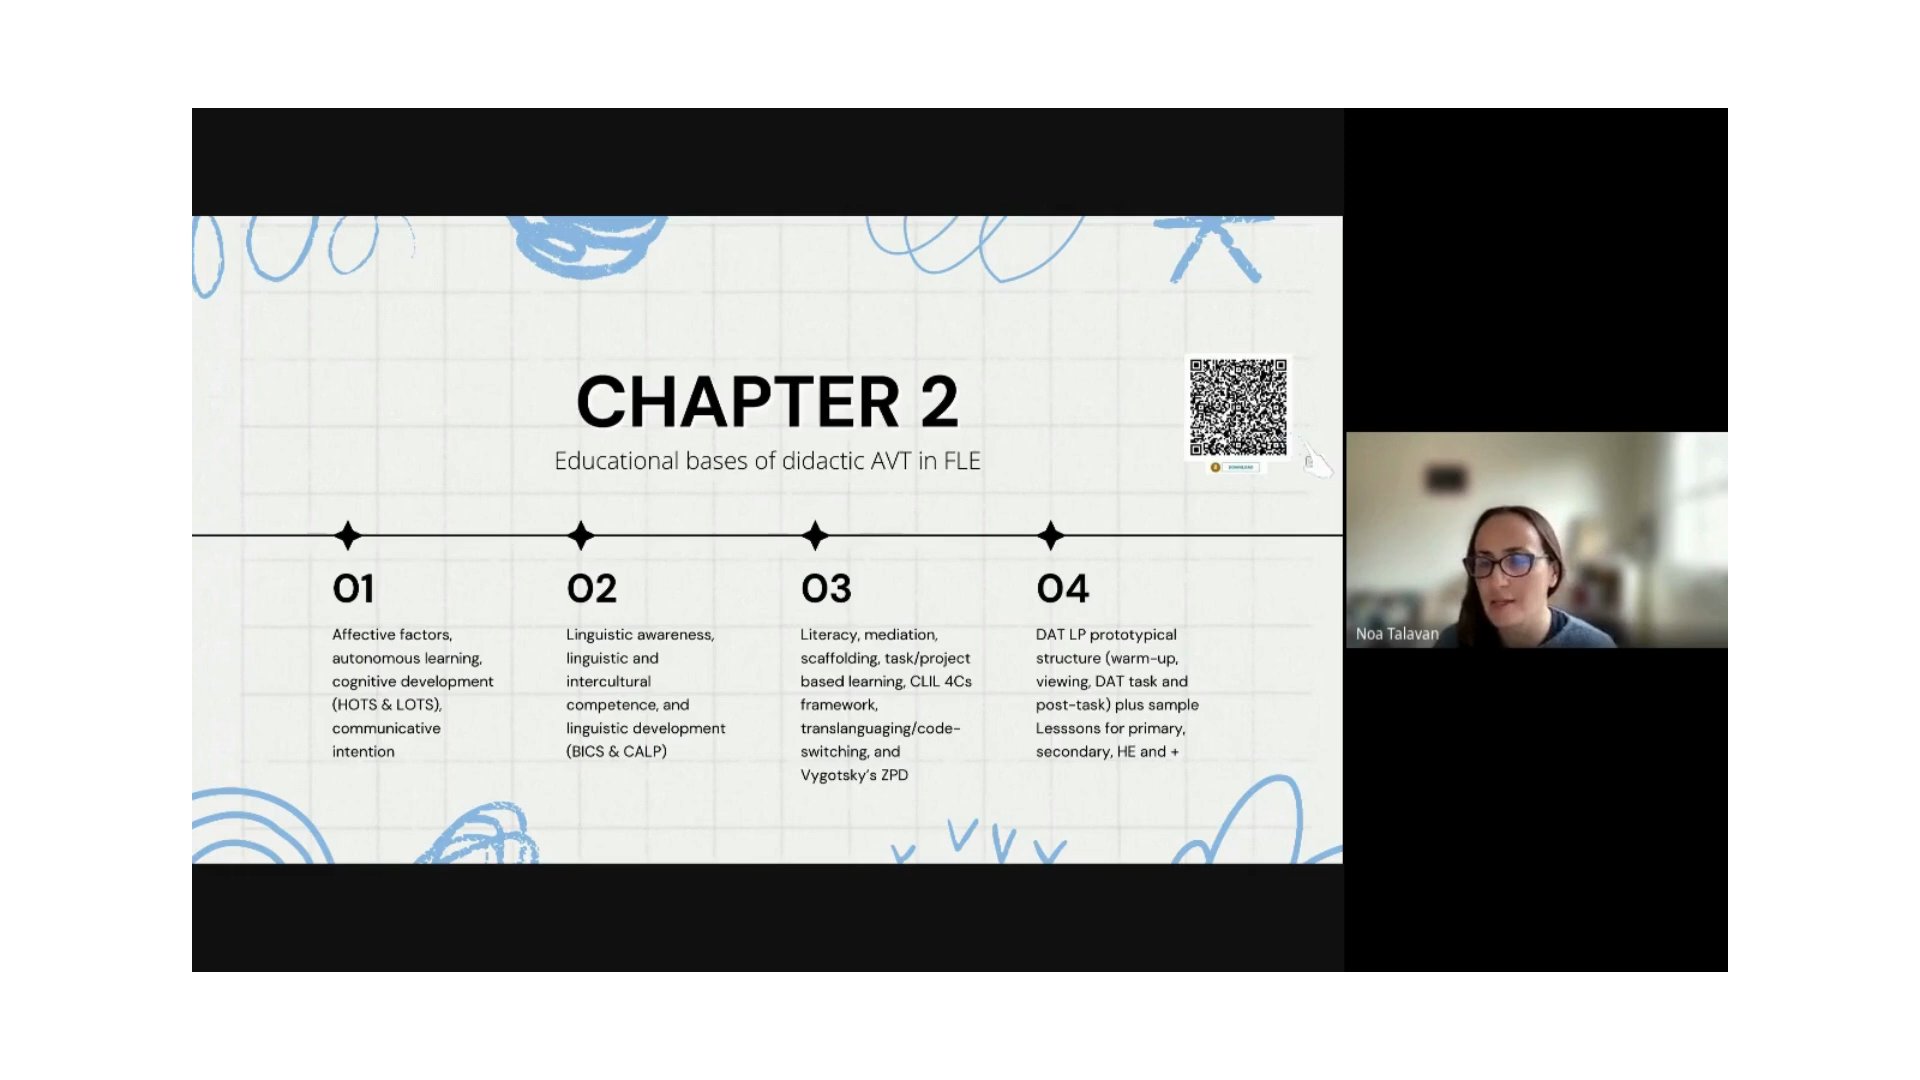 CHAPTER 2
Educational bases of didactic AVT in FLE
DOWNLOAD
01
Affective factors,
autonomous learning,
cognitive development
(HOTS & LOTS),
communicative
intention
02
Linguistic awareness,
linguistic and
intercultural
competence, and
linguistic development
(BICS & CALP)
03
Literacy, mediation,
scaffolding, task/project
based learning, CLIL 4Cs
framework,
translanguaging/code-
switching, and
Vygotsky's ZPD
04
DAT LP prototypical
structure (warm-up,
viewing, DAT task and
post-task) plus sample
Lesssons for primary,
secondary, HE and +
Noa Talavan